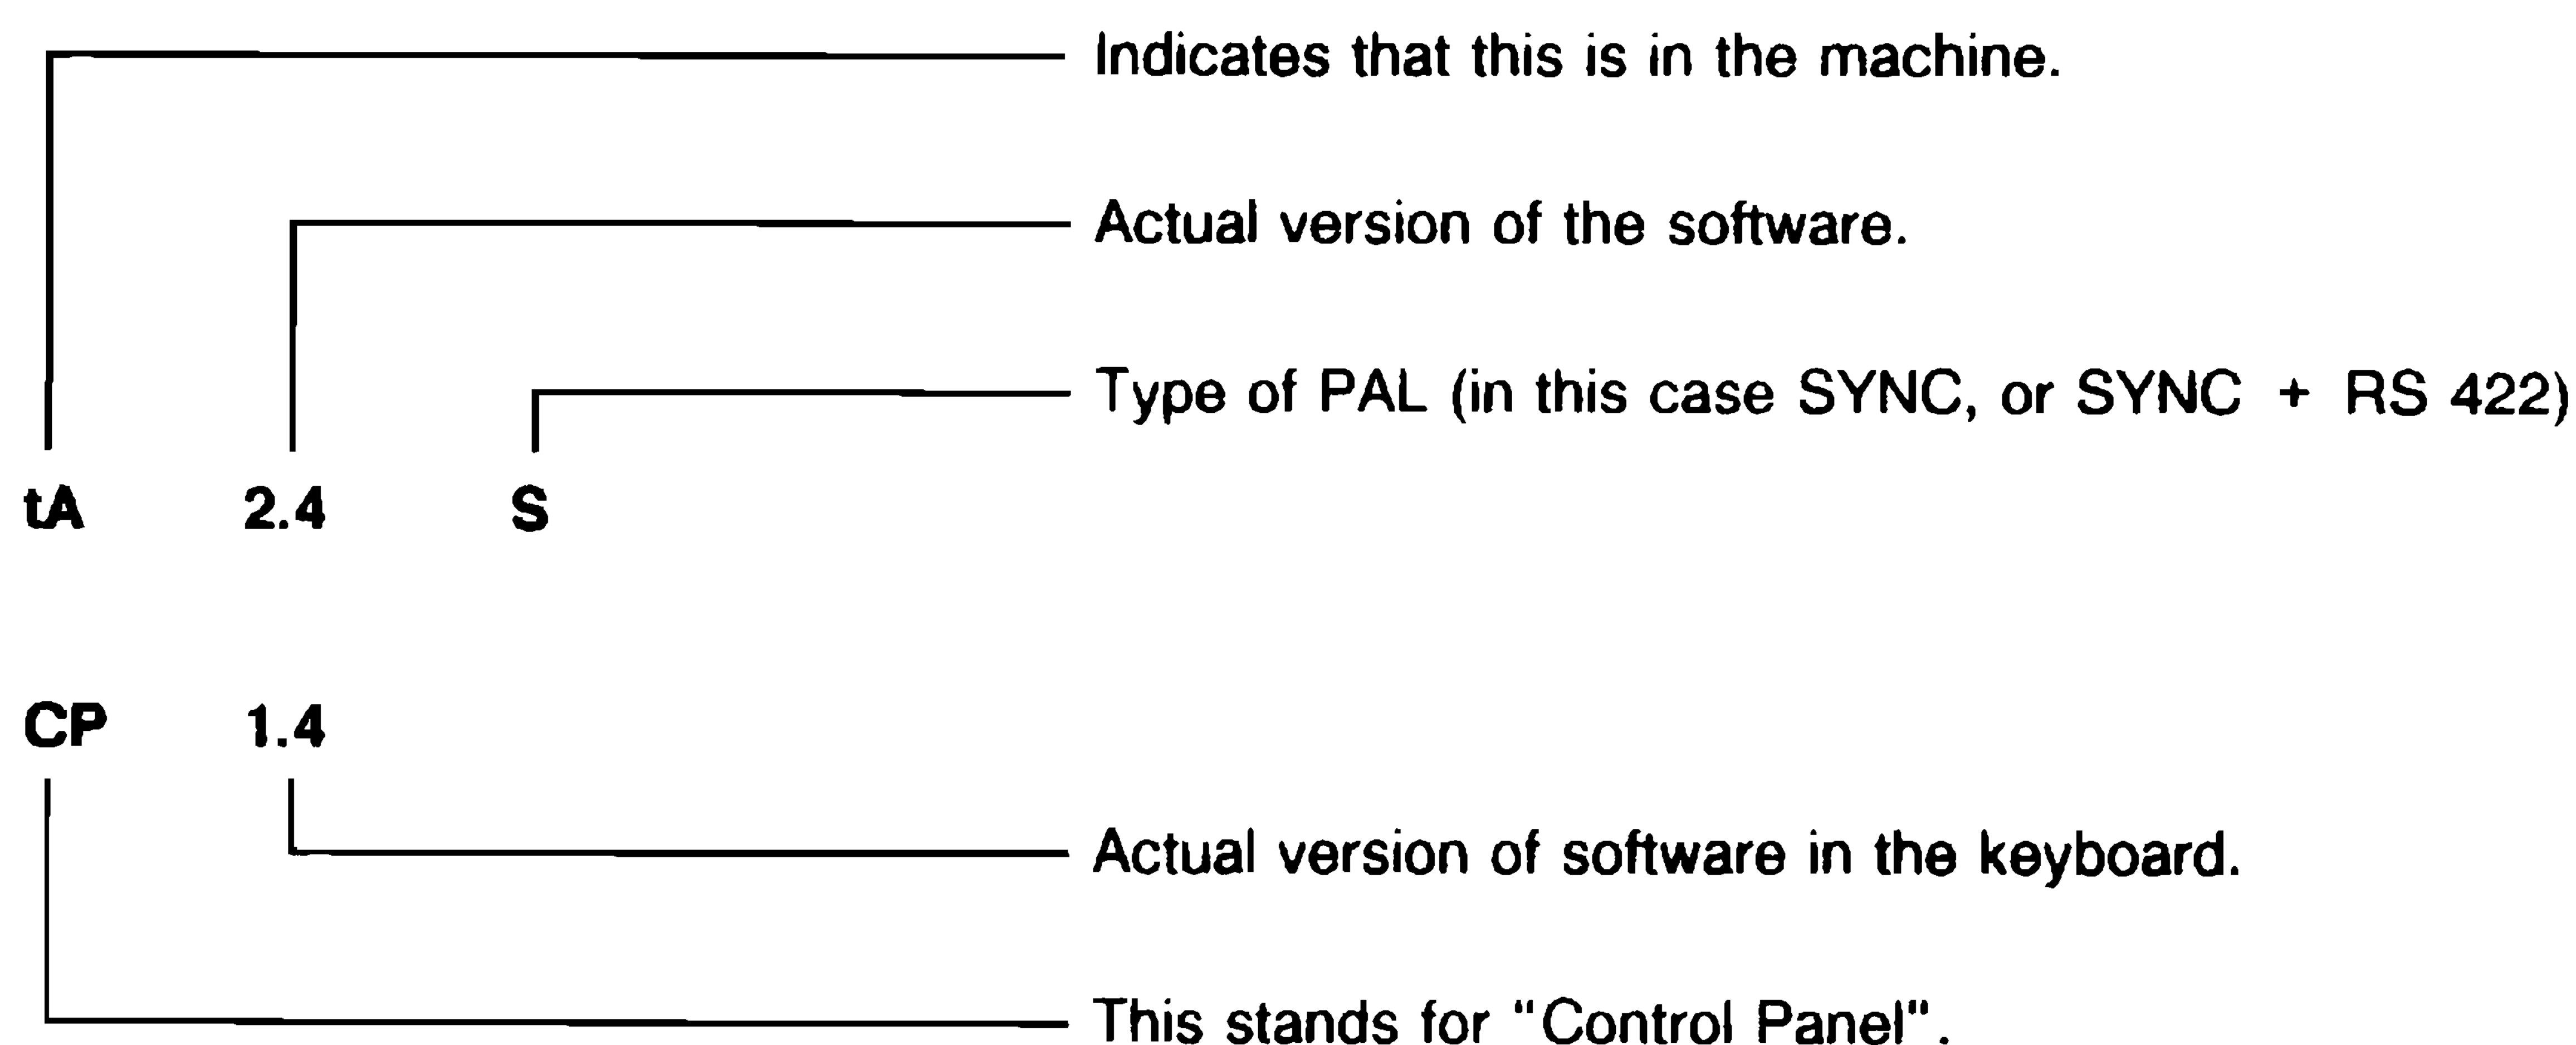 Indicates that this is in the machine.
Actual version of the software.
Type of PAL (in this case SYNC, or SYNC + RS 422)
tA 2.4 S
CP 1.4
Actual version of software in the keyboard.
This stands for "Control Panel".